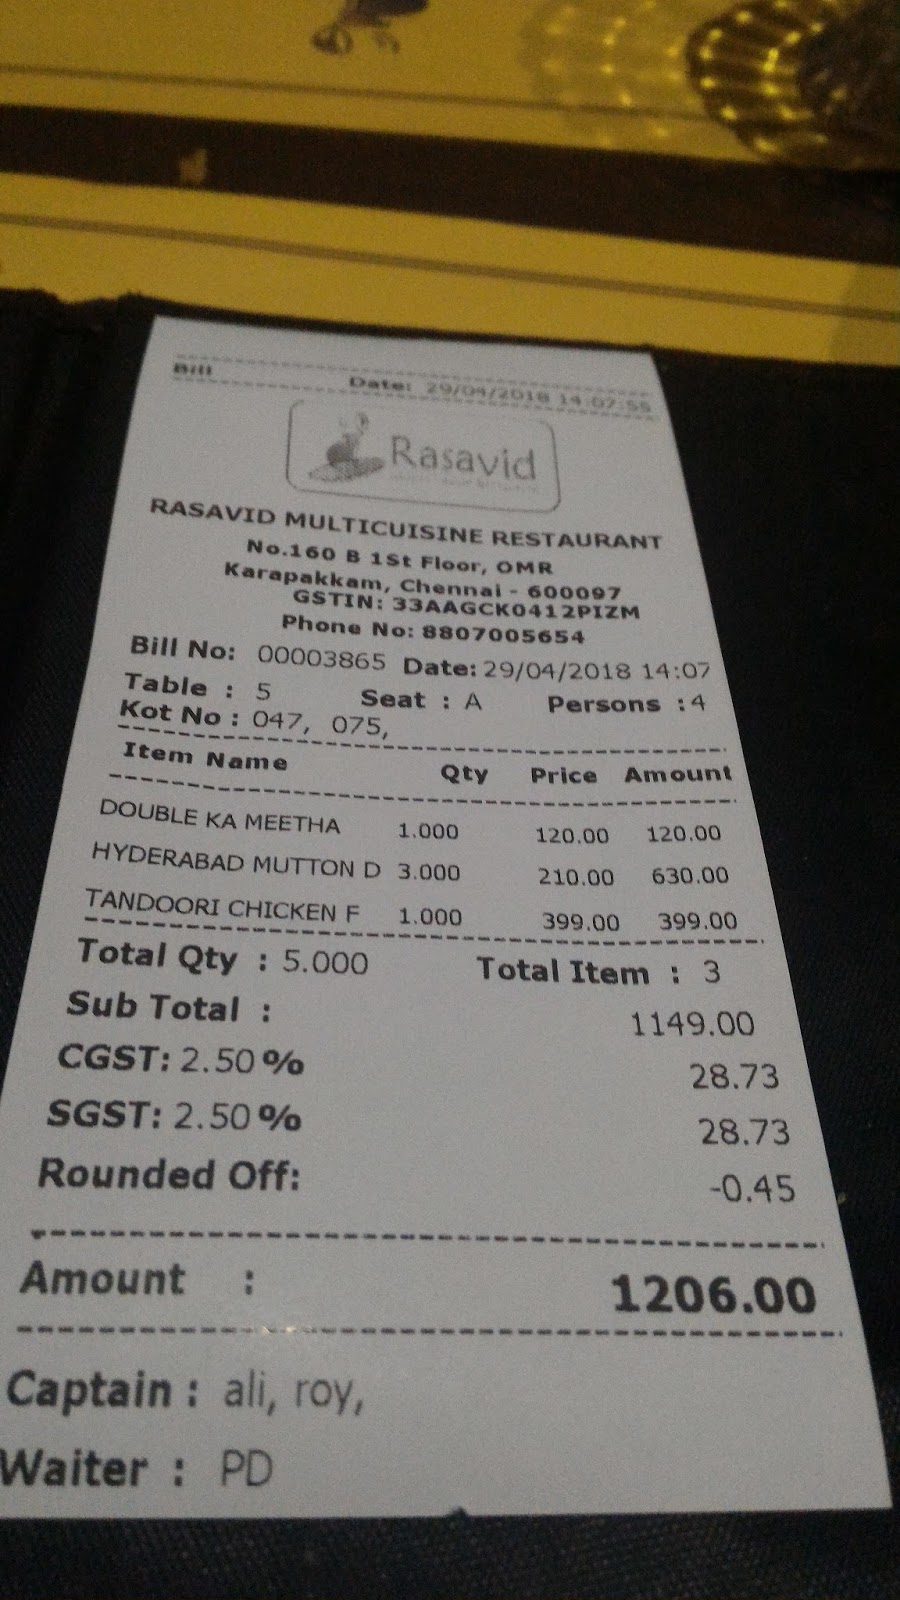 Bill Date: 29/04/2018 14:07:55
Rasavid
RASAVID MULTICUISINE RESTAURANT
No.160 B 1St Floor, OMR
Karapakkam, Chennai - 600097
GSTIN: 33AAGCK0412PIZM
Phone No: 8807005654
Bill No: 00003865 Date: 29/04/2018 14:07
Table : 5 Seat : A Persons : 4
Kot No : 047, 075,
Item Name Qty Price Amount
DOUBLE KA MEETHA 1.000 120.00 120.00
HYDERABAD MUTTON D 3.000 210.00 630.00
TANDOORI CHICKEN F 1.000 399.00 399.00
Total Qty : 5.000 Total Item : 3
Sub Total : 1149.00
CGST: 2.50 % 28.73
SGST: 2.50 % 28.73
Rounded Off: -0.45
Amount : 1206.00
Captain : ali, roy,
Waiter : PD